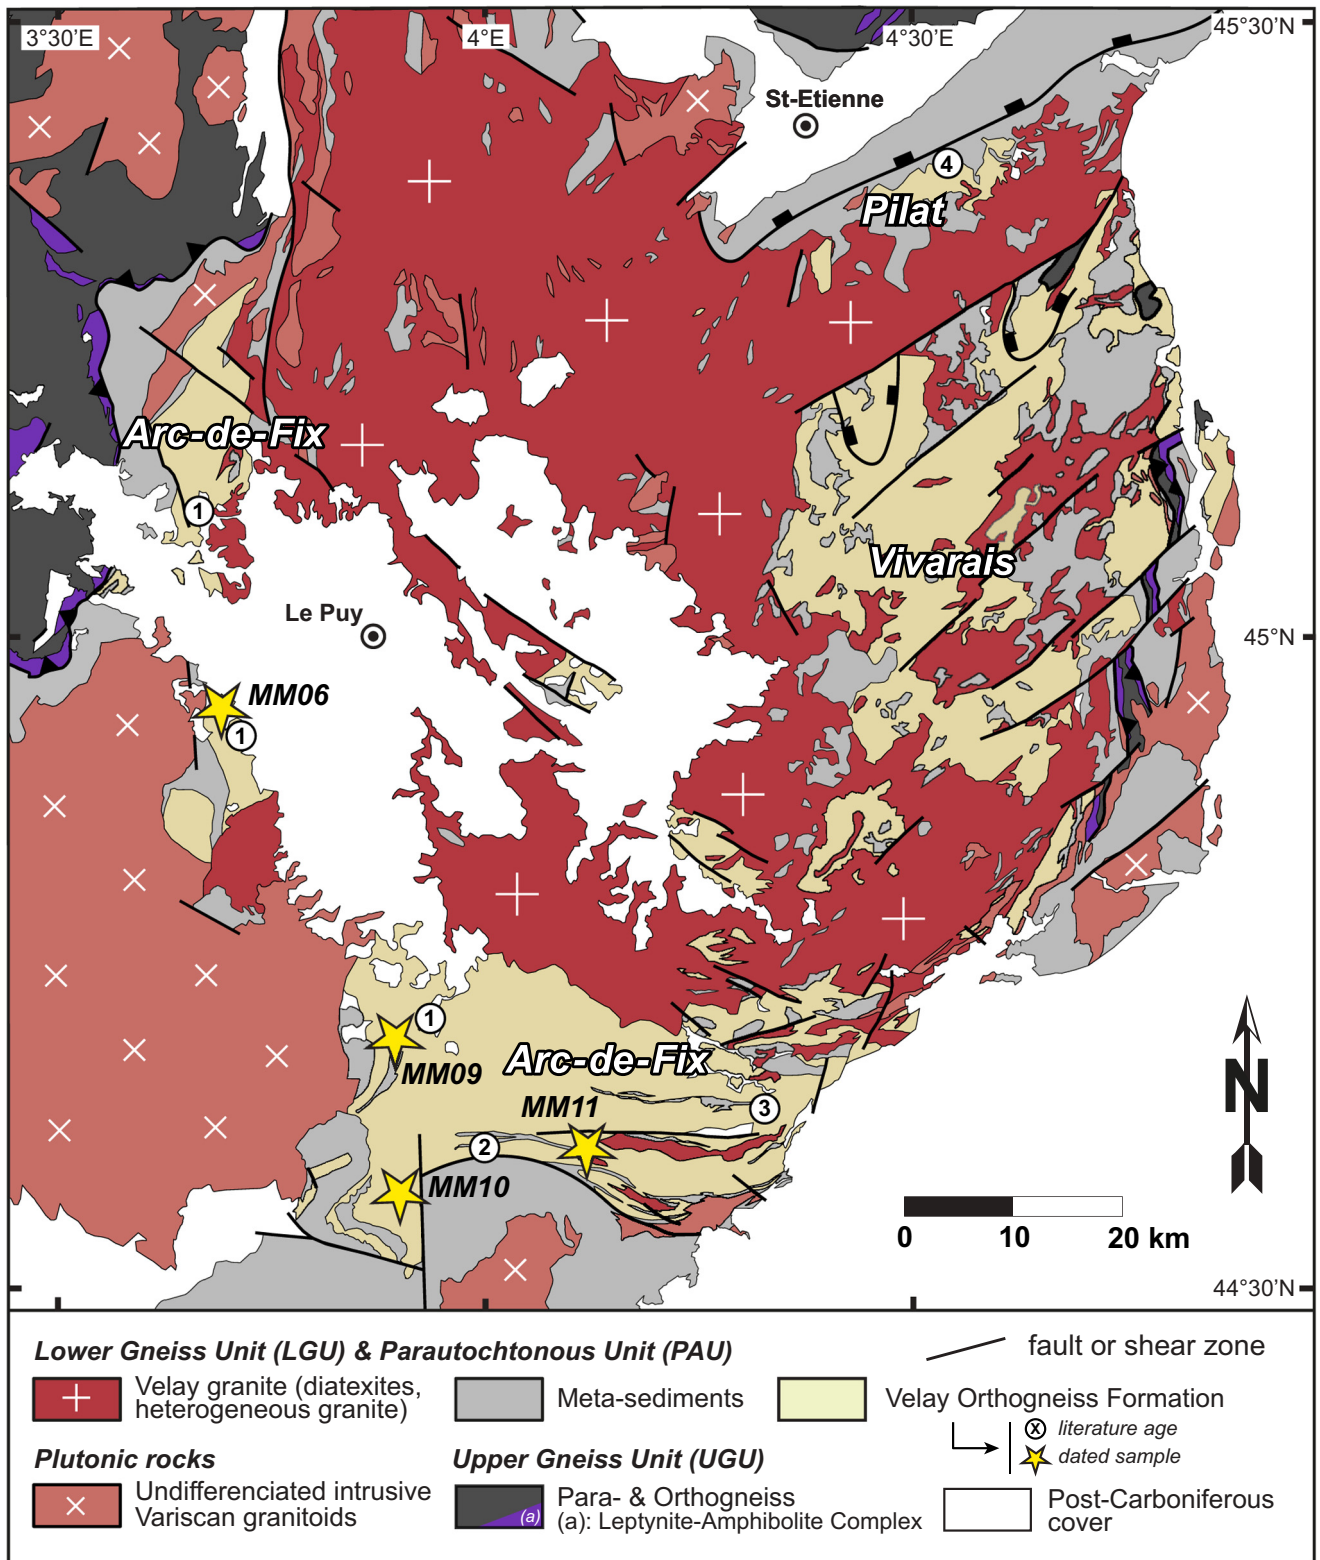 3°30'E
4°E
4°30'E
45°30'N
St-Etienne
4
Pilat
Arc-de-Fix
1
Vivarais
Le Puy
45°N
MM06
1
1
Arc-de-Fix
MM09
MM11
3
2
MM10
N
0 10 20 km
44°30'N
Lower Gneiss Unit (LGU) & Parautochtonous Unit (PAU)
fault or shear zone
Velay granite (diatexites,
heterogeneous granite)
Meta-sediments
Velay Orthogneiss Formation
x literature age
dated sample
Plutonic rocks
Undifferenciated intrusive
Variscan granitoids
Upper Gneiss Unit (UGU)
(a)
Para- & Orthogneiss
(a): Leptynite-Amphibolite Complex
Post-Carboniferous
cover